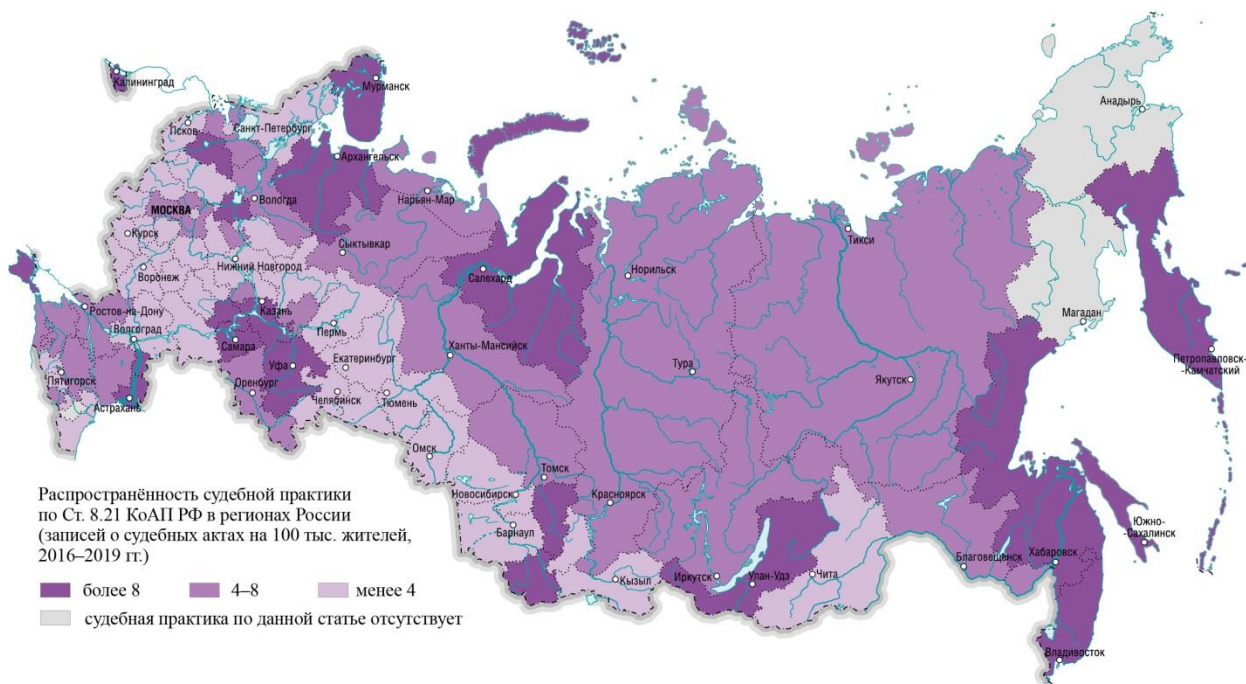 Калининград
Мурманск
Псков
Санкт-Петербург
Архангельск
Анадырь
МОСКВА
Вологда
Нарьян-Мар
Курск
Сыктывкар
Тикси
Воронеж
Нижний Новгород
Салехард
Норильск
Ростов-на-Дону
Казань
Волгоград
Пермь
Магадан
Самара
Екатеринбург
Ханты-Мансийск
Тура
Якутск
Петропавловск-
Камчатский
Пятигорск
Уфа
Оренбург
Астрахань
Челябинск
Тюмень
Омск
Томск
Новосибирск
Красноярск
Барнаул
Южно-
Сахалинск
Кызыл
Иркутск
Улан-Удэ
Чита
Благовещенск
Хабаровск
Владивосток
Распространённость судебной практики
по Ст. 8.21 КоАП РФ в регионах России
(записей о судебных актах на 100 тыс. жителей,
2016–2019 гг.)
более 8
4–8
менее 4
судебная практика по данной статье отсутствует